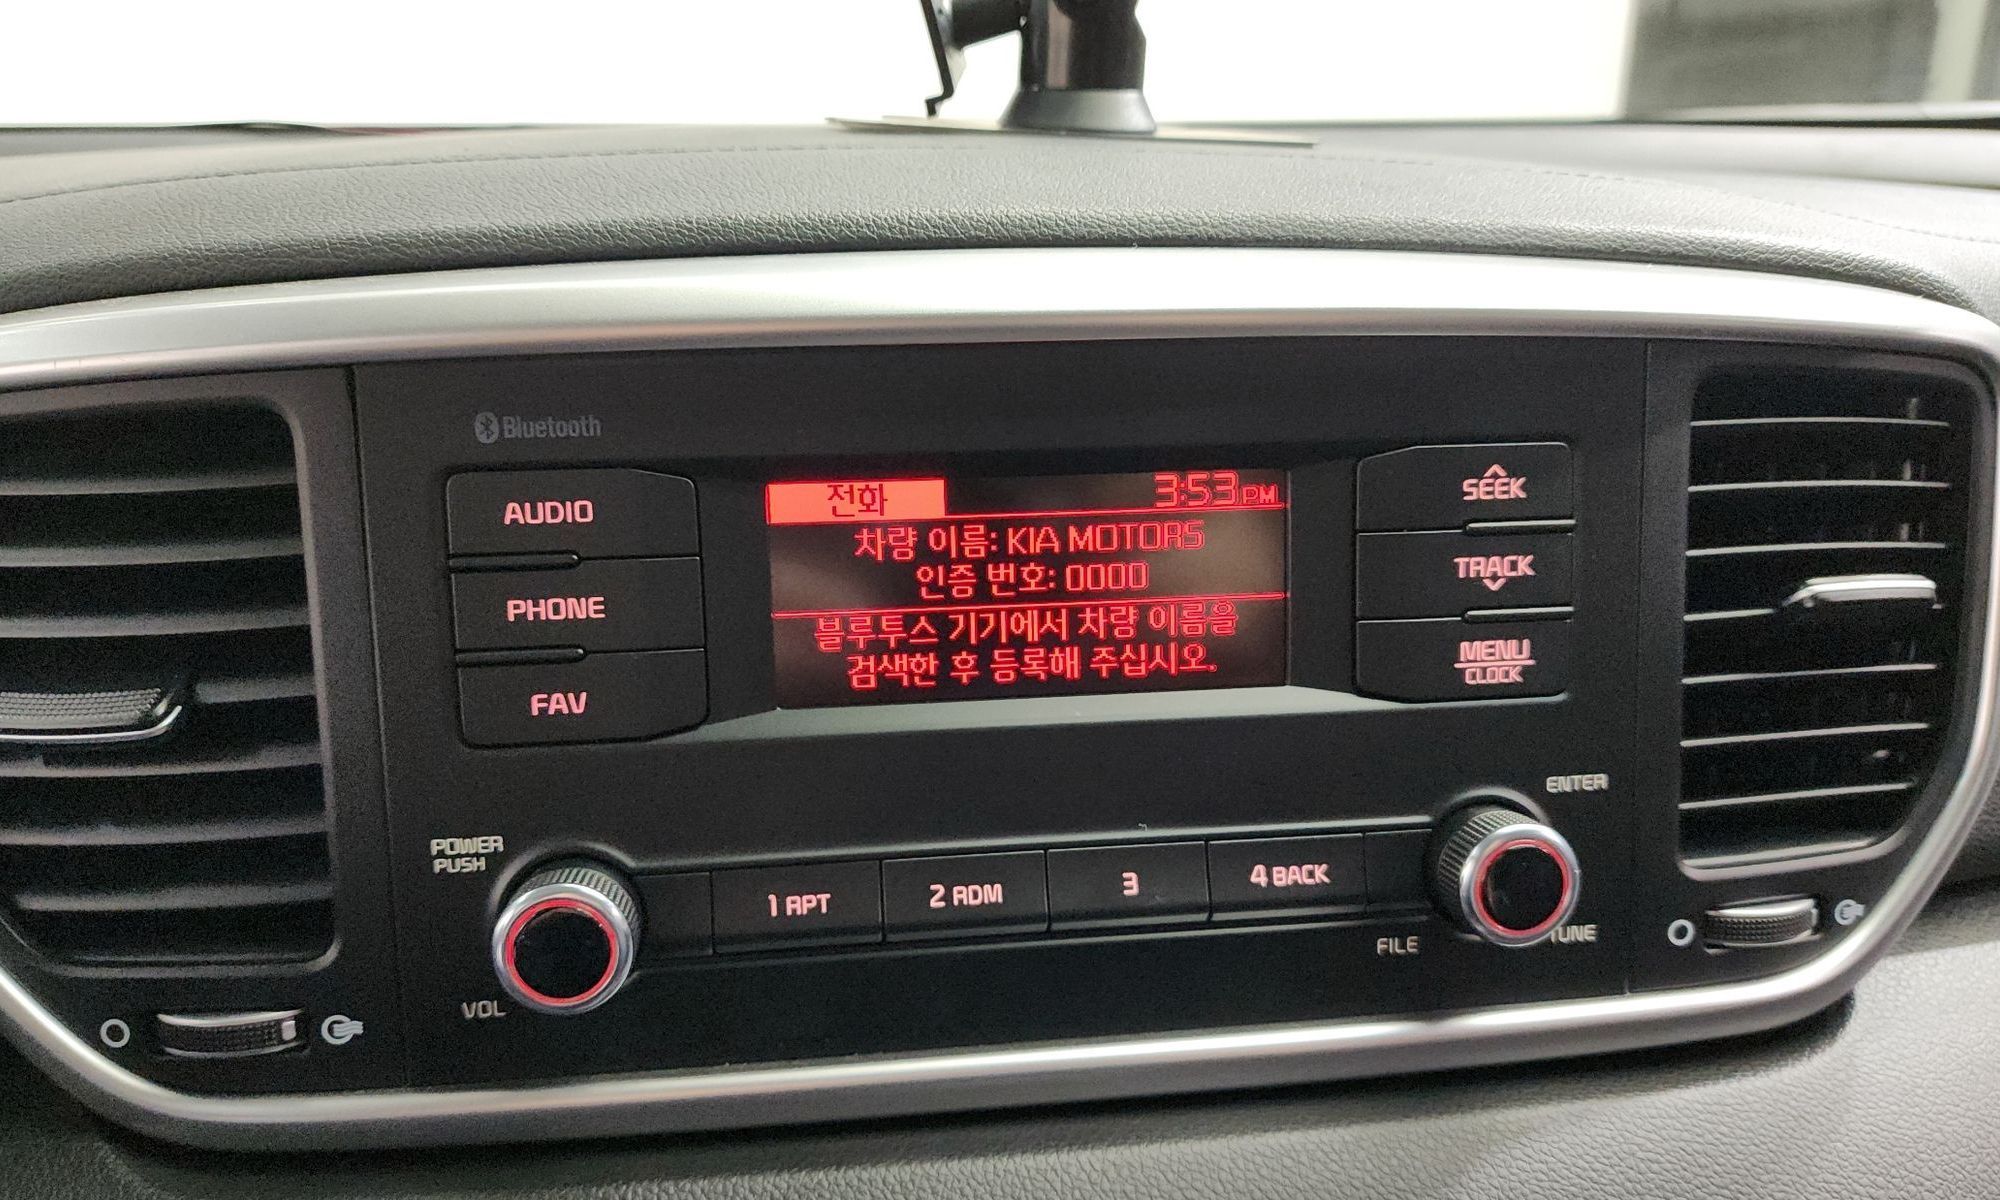 Bluetooth
AUDIO
PHONE
FAV
전화 3:53 PM
차량 이름: KIA MOTORS
인증 번호: 0000
블루투스 기기에서 차량 이름을
검색한 후 등록해 주십시오.
SEEK
TRACK
MENU
CLOCK
POWER
PUSH
VOL
1 RPT
2 RDM
3
4 BACK
ENTER
FILE
TUNE